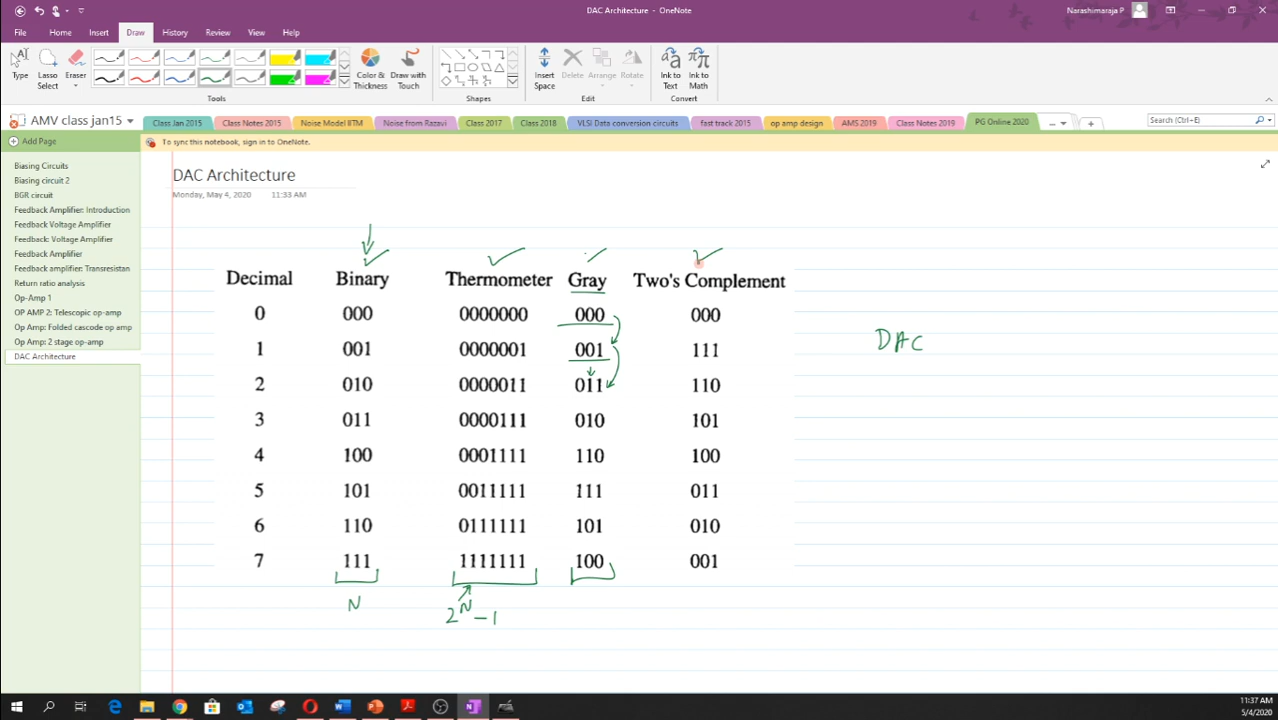 DAC Architecture - OneNote
Narashimaraja P
File Home Insert Draw History Review View Help
Type Lasso Select Eraser Color & Thickness Draw with Touch Insert Space Delete Arrange Rotate Ink to Text Ink to Math
Tools Shapes Edit Convert
AMV class jan15 Class Jan 2015 Class Notes 2015 Noise Model IITM Noise from Razavi Class 2017 Class 2018 VLSI Data conversion circuits fast track 2015 op amp design AMS 2019 Class Notes 2019 PG Online 2020 Search (Ctrl+E)
Add Page
To sync this notebook, sign in to OneNote.
Biasing Circuits
Biasing circuit 2
BGR circuit
Feedback Amplifier: Introduction
Feedback Voltage Amplifier
Feedback: Voltage Amplifier
Feedback Amplifier
Feedback amplifier: Transresistan
Return ratio analysis
Op-Amp 1
OP AMP 2: Telescopic op-amp
Op Amp: Folded cascode op amp
Op Amp: 2 stage op-amp
DAC Architecture
DAC Architecture
Monday, May 4, 2020 11:33 AM
Decimal Binary Thermometer Gray Two's Complement
0 000 0000000 000 000
1 001 0000001 001 111
2 010 0000011 011 110
3 011 0000111 010 101
4 100 0001111 110 100
5 101 0011111 111 011
6 110 0111111 101 010
7 111 1111111 100 001
N 2^N - 1
DAC
11:37 AM
5/4/2020